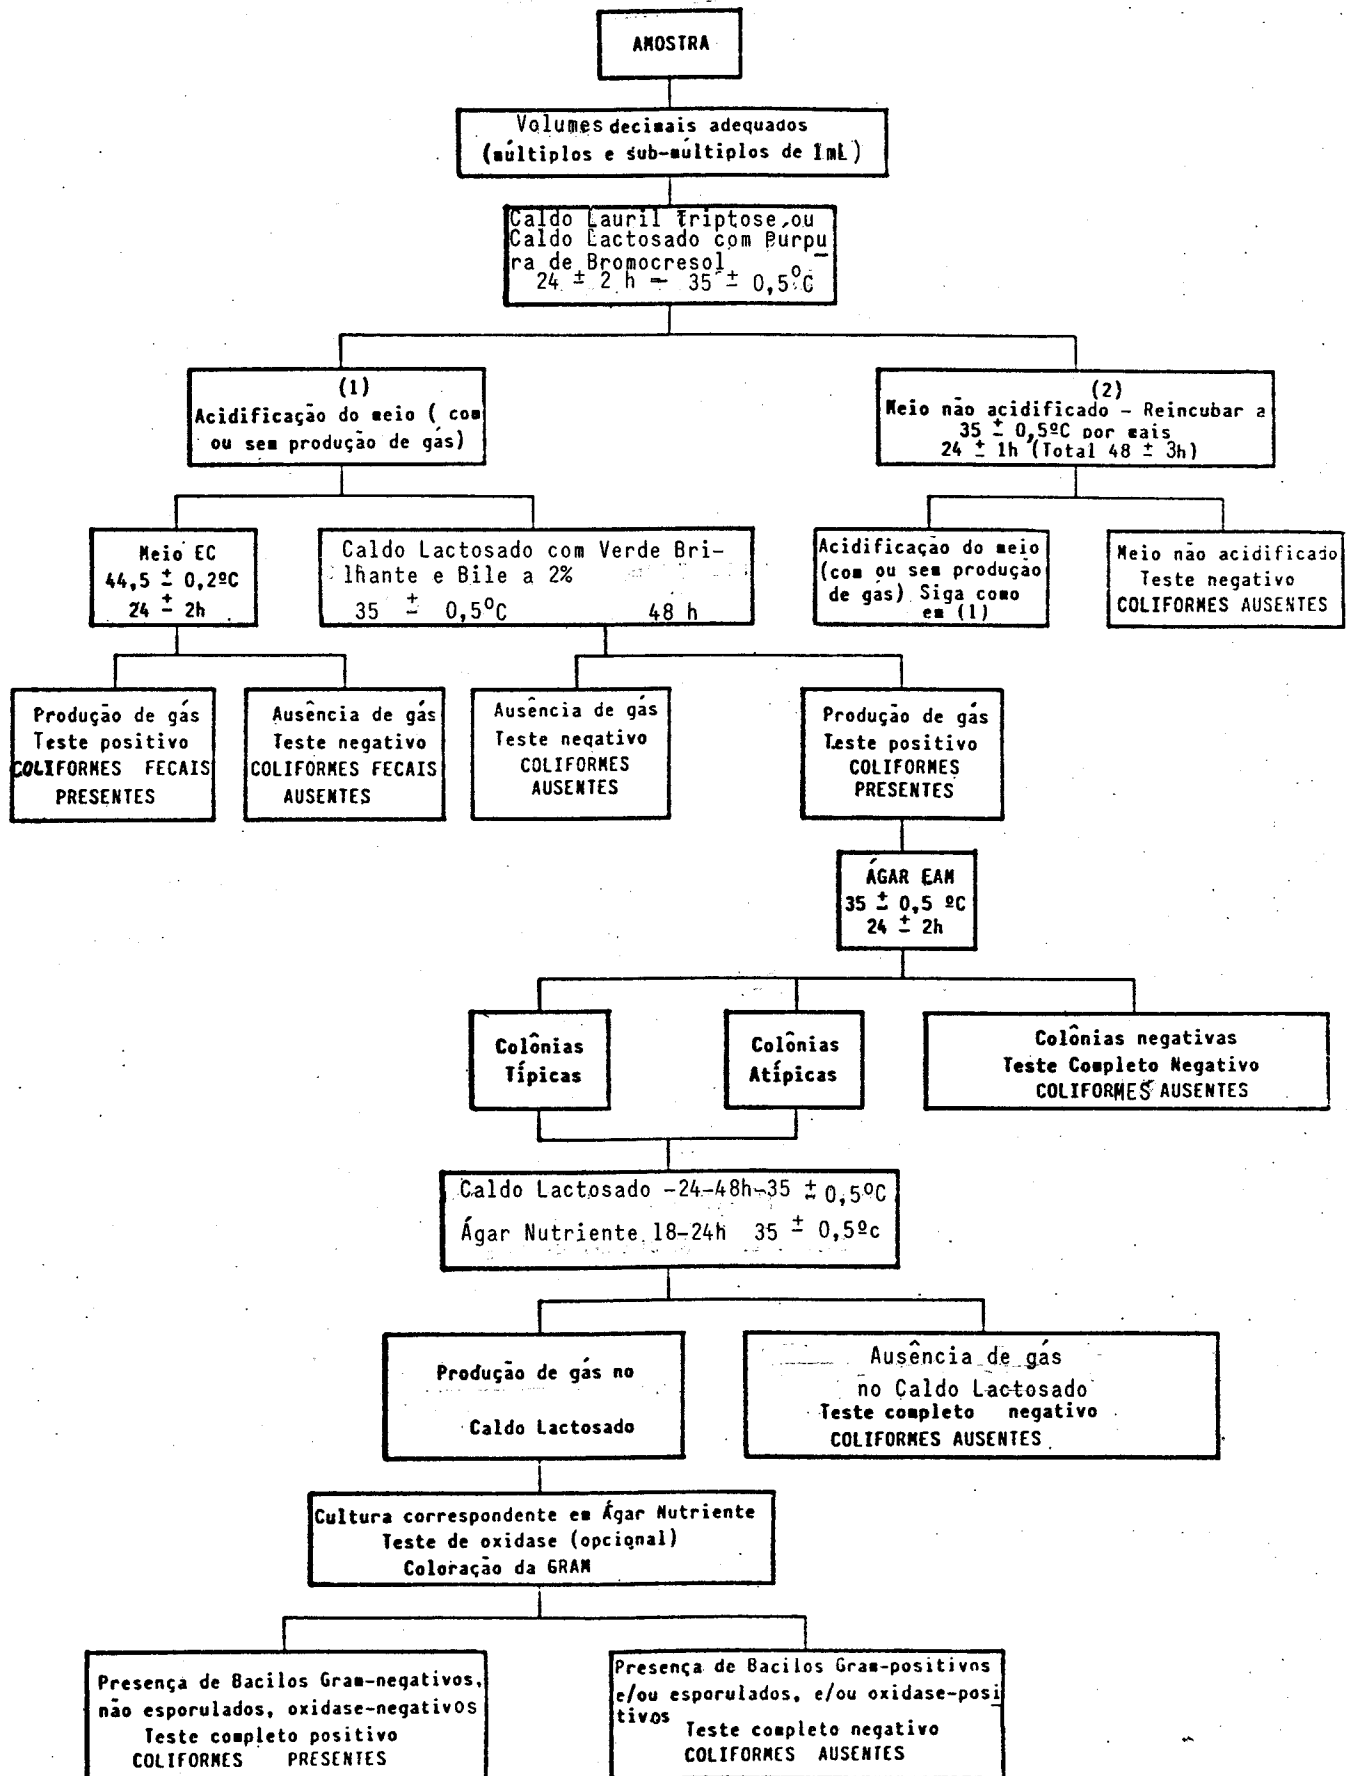 AMOSTRA
Volumes decimais adequados
(múltiplos e sub-múltiplos de 1mL)
Caldo Lauril Triptose, ou
Caldo Lactosado com Púrpu
ra de Bromocresol
24 ± 2 h - 35 ± 0,5ºC
(1)
Acidificação do meio ( com
ou sem produção de gás)
(2)
Meio não acidificado - Reincubar a
35 ± 0,5ºC por mais
24 ± 1h (Total 48 ± 3h)
Meio EC
44,5 ± 0,2ºC
24 ± 2h
Caldo Lactosado com Verde Bri-
lhante e Bile a 2%
35 ± 0,5ºC 48 h
Acidificação do meio
(com ou sem produção
de gás) Siga como
em (1)
Meio não acidificado
Teste negativo
COLIFORMES AUSENTES
Produção de gás
Teste positivo
COLIFORMES FECAIS
PRESENTES
Ausência de gás
Teste negativo
COLIFORMES FECAIS
AUSENTES
Ausência de gás
Teste negativo
COLIFORMES
AUSENTES
Produção de gás
Teste positivo
COLIFORMES
PRESENTES
ÁGAR EAM
35 ± 0,5 ºC
24 ± 2h
Colônias
Típicas
Colônias
Atípicas
Colônias negativas
Teste Completo Negativo
COLIFORMES AUSENTES
Caldo Lactosado -24-48h-35 ± 0,5ºC
Ágar Nutriente 18-24h 35 ± 0,5ºc
Produção de gás no
Caldo Lactosado
Ausência de gás
no Caldo Lactosado
Teste completo negativo
COLIFORMES AUSENTES
Cultura correspondente em Ágar Nutriente
Teste de oxidase (opcional)
Coloração da GRAM
Presença de Bacilos Gram-negativos,
não esporulados, oxidase-negativos
Teste completo positivo
COLIFORMES PRESENTES
Presença de Bacilos Gram-positivos
e/ou esporulados, e/ou oxidase-posi
tivos
Teste completo negativo
COLIFORMES AUSENTES